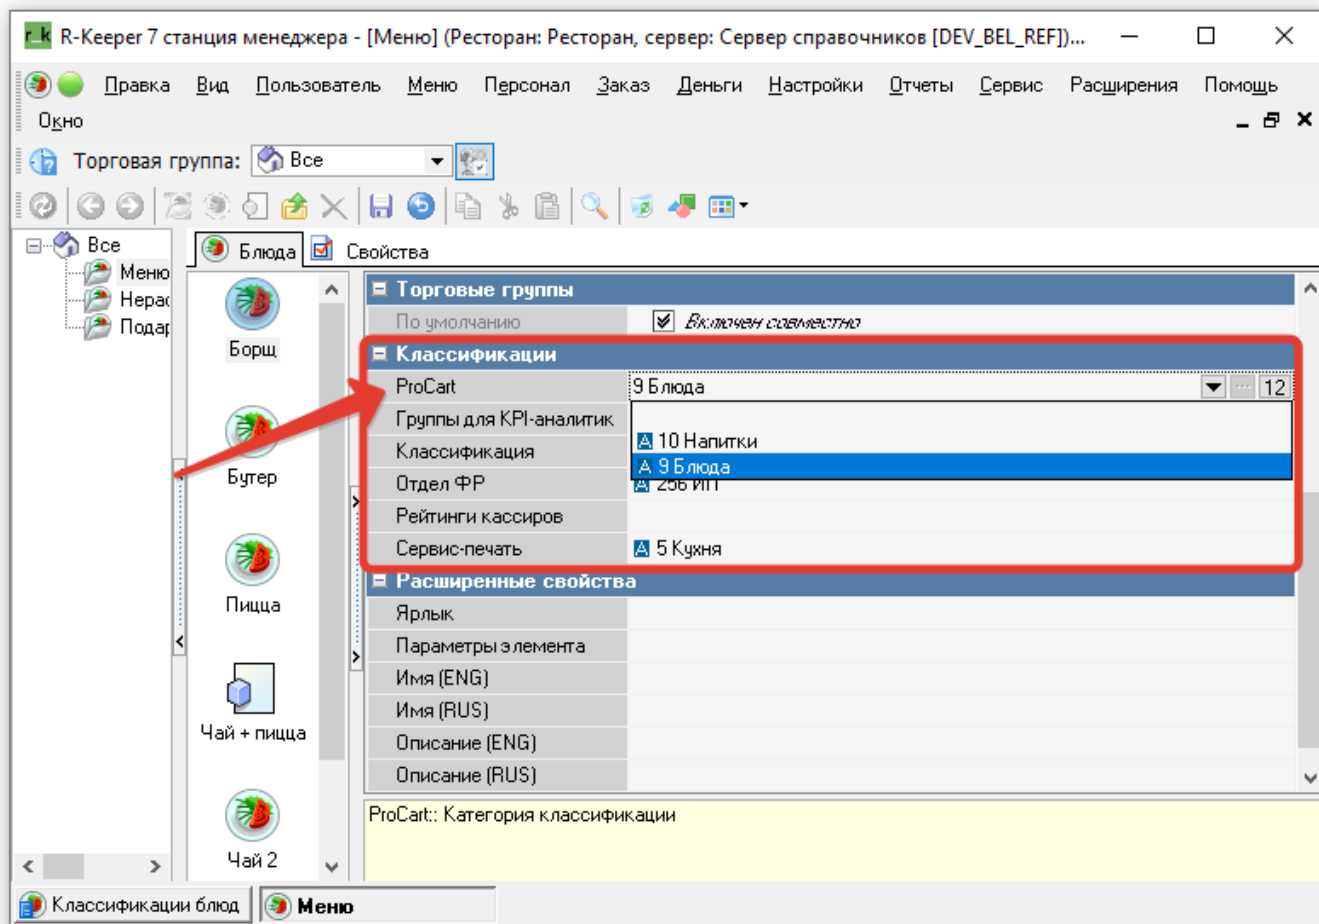 r_k R-Keeper 7 станция менеджера - [Меню] (Ресторан: Ресторан, сервер: Сервер справочников [DEV_BEL_REF])...
Правка Вид Пользователь Меню Персонал Заказ Деньги Настройки Отчеты Сервис Расширения Помощь
Окно
Торговая группа: Все
Все
Меню
Нерас
Подар
Блюда Свойства
Борщ
Бутер
Пицца
Чай + пицца
Чай 2
Торговые группы
По умолчанию Включен совместно
Классификации
ProCart 9 Блюда 12
Группы для KPI-аналитик
10 Напитки
Классификация
9 Блюда
Отдел ФР 256 ИП
Рейтинги кассиров
Сервис-печать 5 Кухня
Расширенные свойства
Ярлык
Параметры элемента
Имя (ENG)
Имя (RUS)
Описание (ENG)
Описание (RUS)
ProCart:: Категория классификации
Классификации блюд Меню